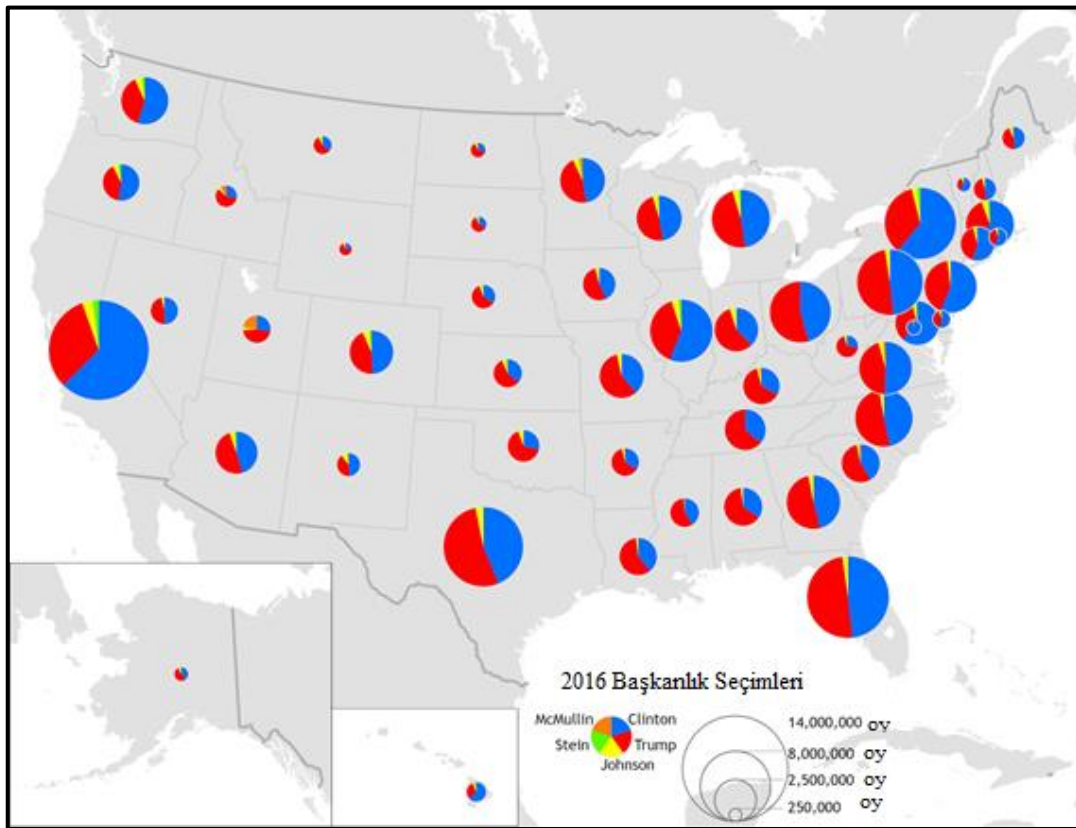 2016 Başkanlık Seçimleri
McMullin Clinton
Stein Trump
Johnson
14,000,000 oy
8,000,000 oy
2,500,000 oy
250,000 oy